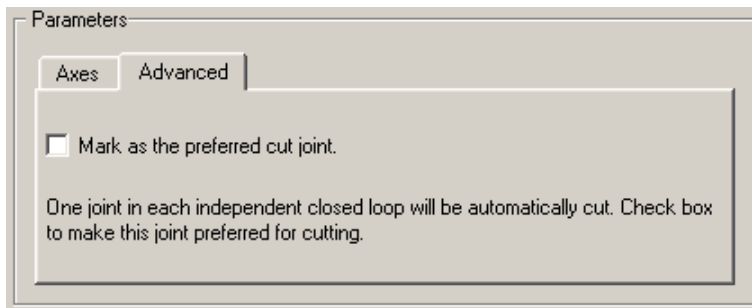 Parameters
Axes
Advanced
Mark as the preferred cut joint.
One joint in each independent closed loop will be automatically cut. Check box
to make this joint preferred for cutting.